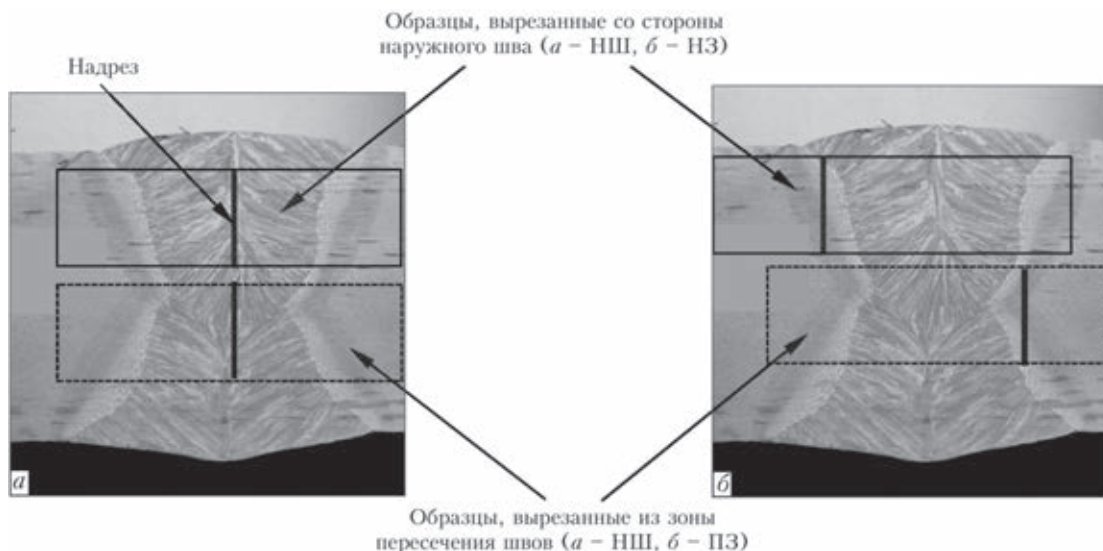 Образцы, вырезанные со стороны
наружного шва (а – НШ, б – НЗ)
Надрез
а
б
Образцы, вырезанные из зоны
пересечения швов (а – НШ, б – ПЗ)